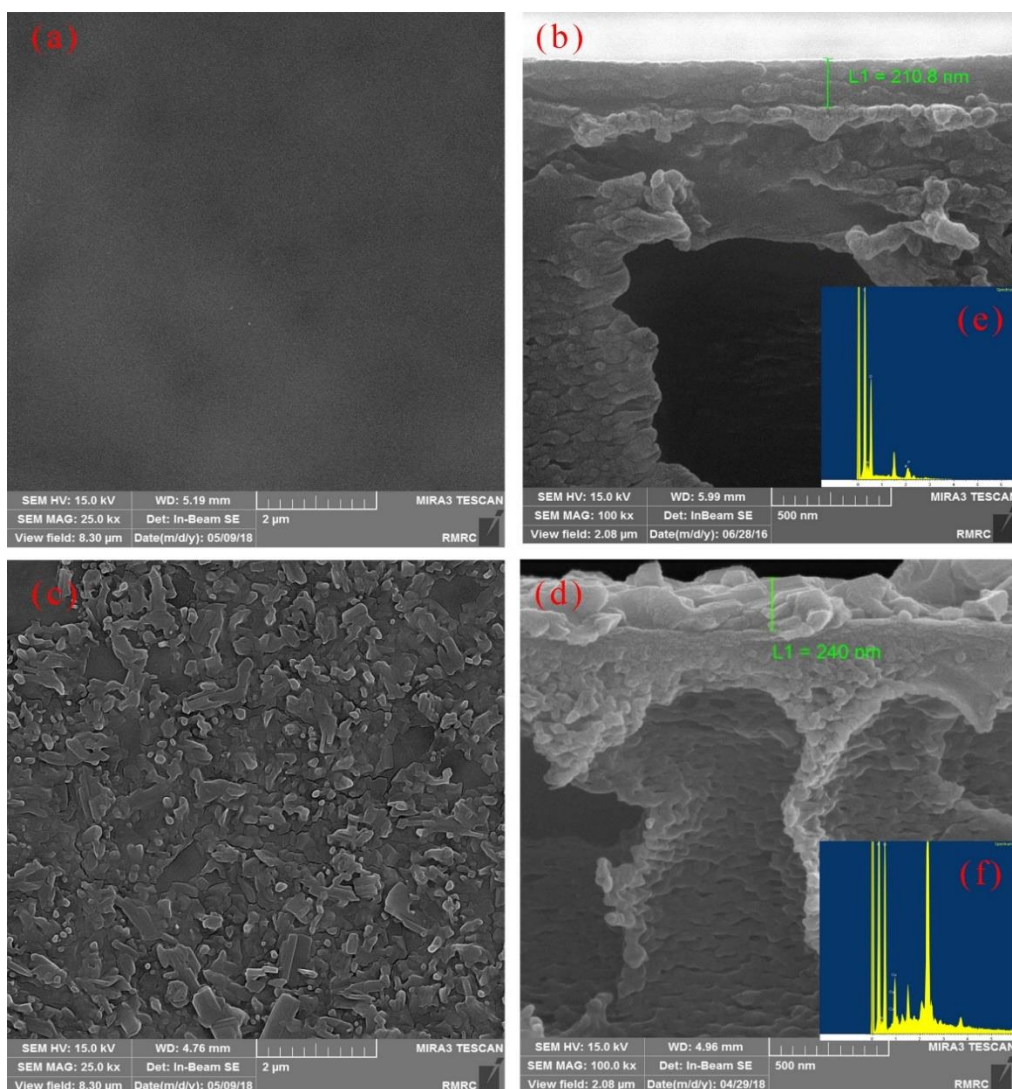 (a)
SEM HV: 15.0 kV WD: 5.19 mm MIRA3 TESCAN
SEM MAG: 25.0 kx Det: In-Beam SE 2 µm
View field: 8.30 µm Date(m/d/y): 05/09/18 RMRC
(b)
L1 = 210.8 nm
(e)
SEM HV: 15.0 kV WD: 5.99 mm MIRA3 TESCAN
SEM MAG: 100 kx Det: In-Beam SE 500 nm
View field: 2.08 µm Date(m/d/y): 06/28/16 RMRC
(c)
SEM HV: 15.0 kV WD: 4.76 mm MIRA3 TESCAN
SEM MAG: 25.0 kx Det: In-Beam SE 2 µm
View field: 8.30 µm Date(m/d/y): 05/09/18 RMRC
(d)
L1 = 240 nm
(f)
SEM HV: 15.0 kV WD: 4.96 mm MIRA3 TESCAN
SEM MAG: 100.0 kx Det: In-Beam SE 500 nm
View field: 2.08 µm Date(m/d/y): 04/29/18 RMRC